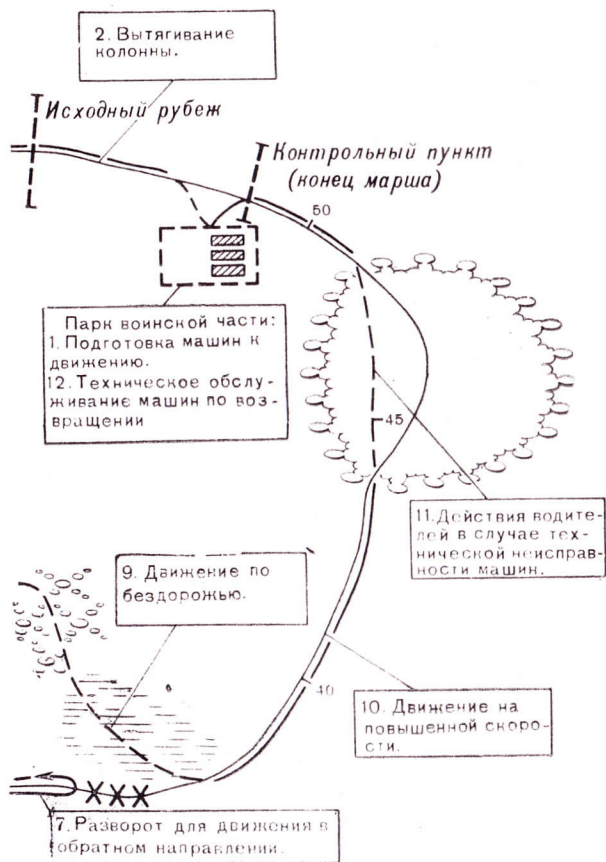 2. Вытягивание
колонны.
Исходный рубеж
Контрольный пункт
(конец марша)
50
Парк воинской части:
1. Подготовка машин к
движению.
12. Техническое обслу-
живание машин по воз-
вращении
45
11. Действия водите-
лей в случае тех-
нической неисправ-
ности машин.
9. Движение по
бездорожью.
40
10. Движение на
повышенной скоро-
сти.
7. Разворот для движения в
обратном направлении.